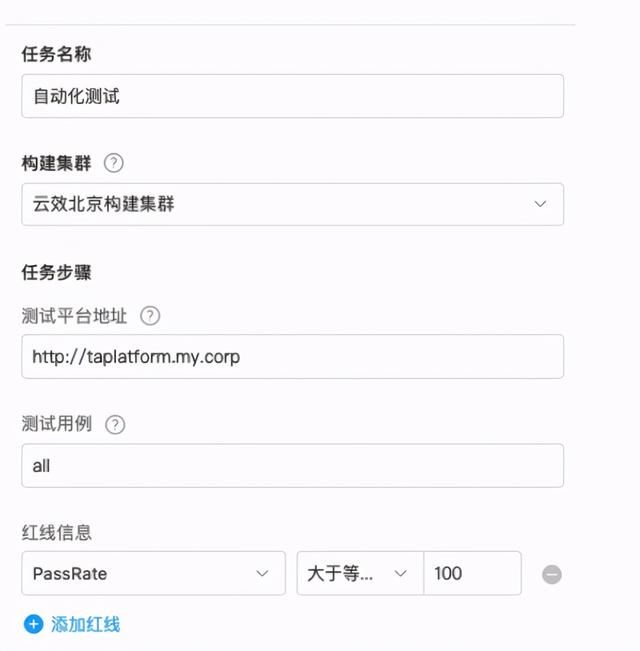 任务名称
自动化测试
构建集群 ?
云效北京构建集群
任务步骤
测试平台地址 ?
http://taplatform.my.corp
测试用例 ?
all
红线信息
PassRate 大于等... 100
添加红线